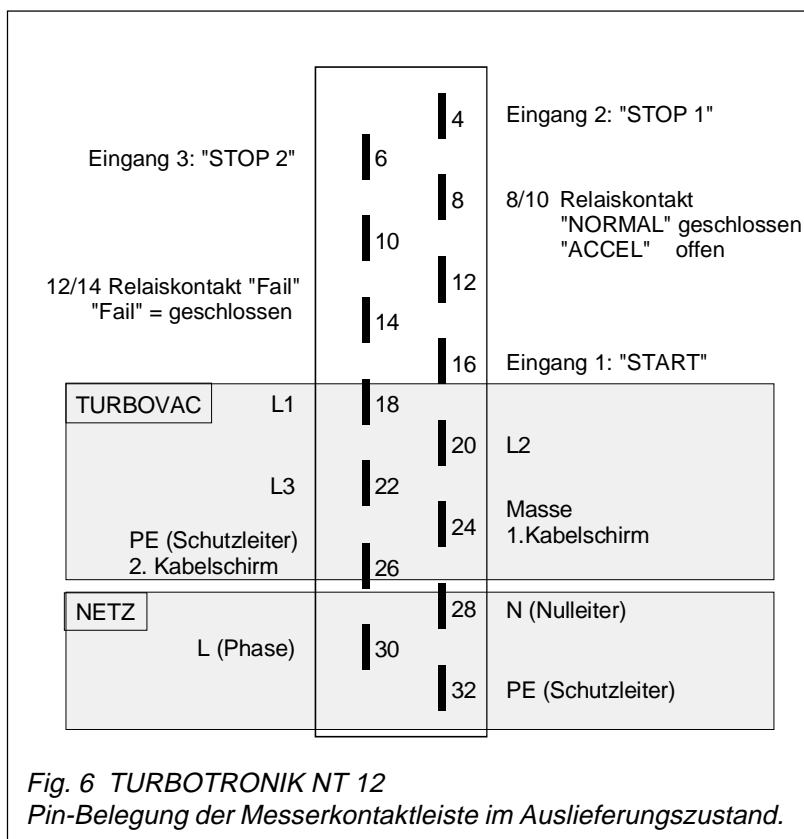 4 Eingang 2: "STOP 1"
Eingang 3: "STOP 2" 6
8 8/10 Relaiskontakt
"NORMAL" geschlossen
10 "ACCEL" offen
12/14 Relaiskontakt "Fail" 12
"Fail" = geschlossen 14
16 Eingang 1: "START"
TURBOVAC L1 18
20 L2
L3 22
24 Masse
1.Kabelschirm
PE (Schutzleiter)
2. Kabelschirm 26
NETZ 28 N (Nulleiter)
L (Phase) 30
32 PE (Schutzleiter)
Fig. 6 TURBOTRONIK NT 12
Pin-Belegung der Messerkontaktleiste im Auslieferungszustand.